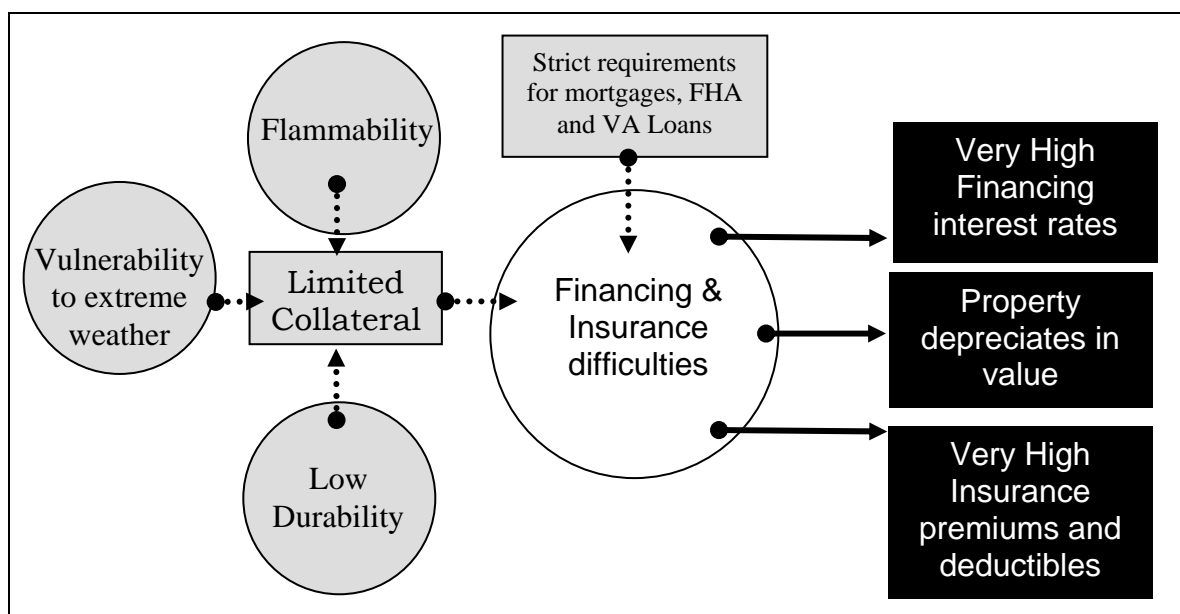 Flammability
Strict requirements
for mortgages, FHA
and VA Loans
Vulnerability
to extreme
weather
Limited
Collateral
Low
Durability
Financing &
Insurance
difficulties
Very High
Financing
interest rates
Property
depreciates in
value
Very High
Insurance
premiums and
deductibles